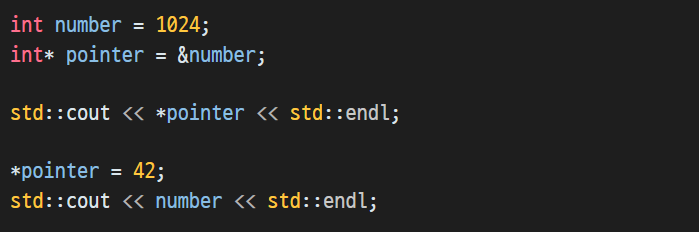 int number = 1024;
int* pointer = &number;
std::cout << *pointer << std::endl;
*pointer = 42;
std::cout << number << std::endl;